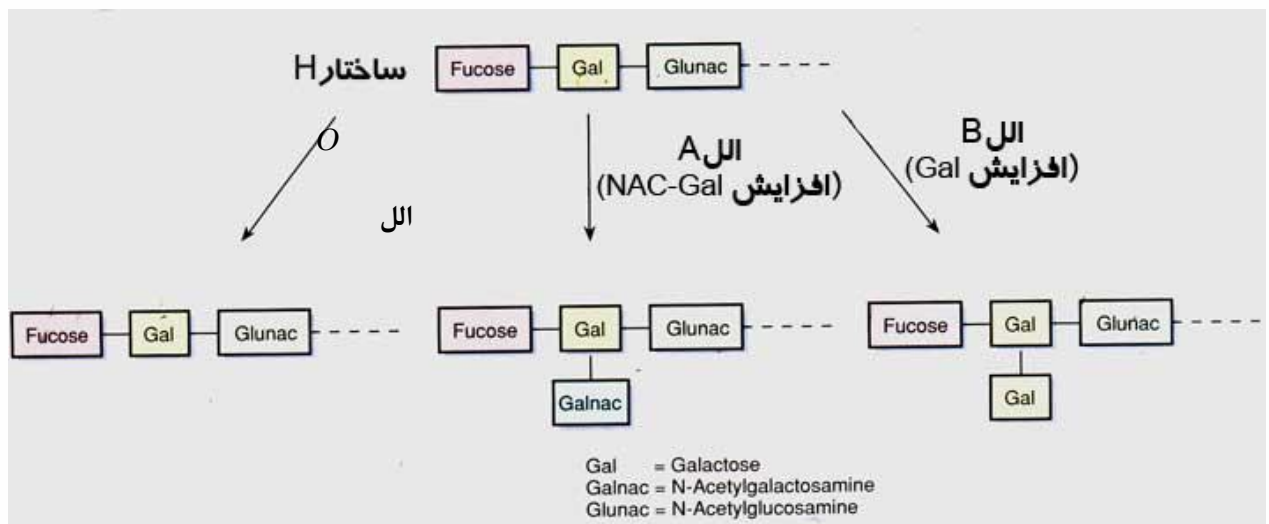 ساختار H
Fucose Gal Glunac
O
الل
الل A
(افزایش NAC-Gal)
الل B
(افزایش Gal)
Fucose Gal Glunac
Fucose Gal Glunac
Galnac
Fucose Gal Glunac
Gal
Gal = Galactose
Galnac = N-Acetylgalactosamine
Glunac = N-Acetylglucosamine